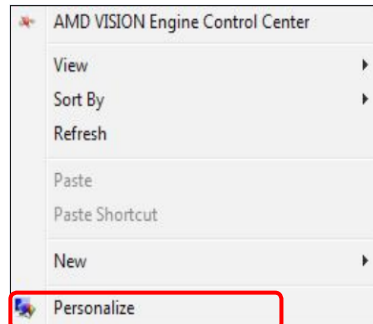 AMD VISION Engine Control Center
View
Sort By
Refresh
Paste
Paste Shortcut
New
Personalize